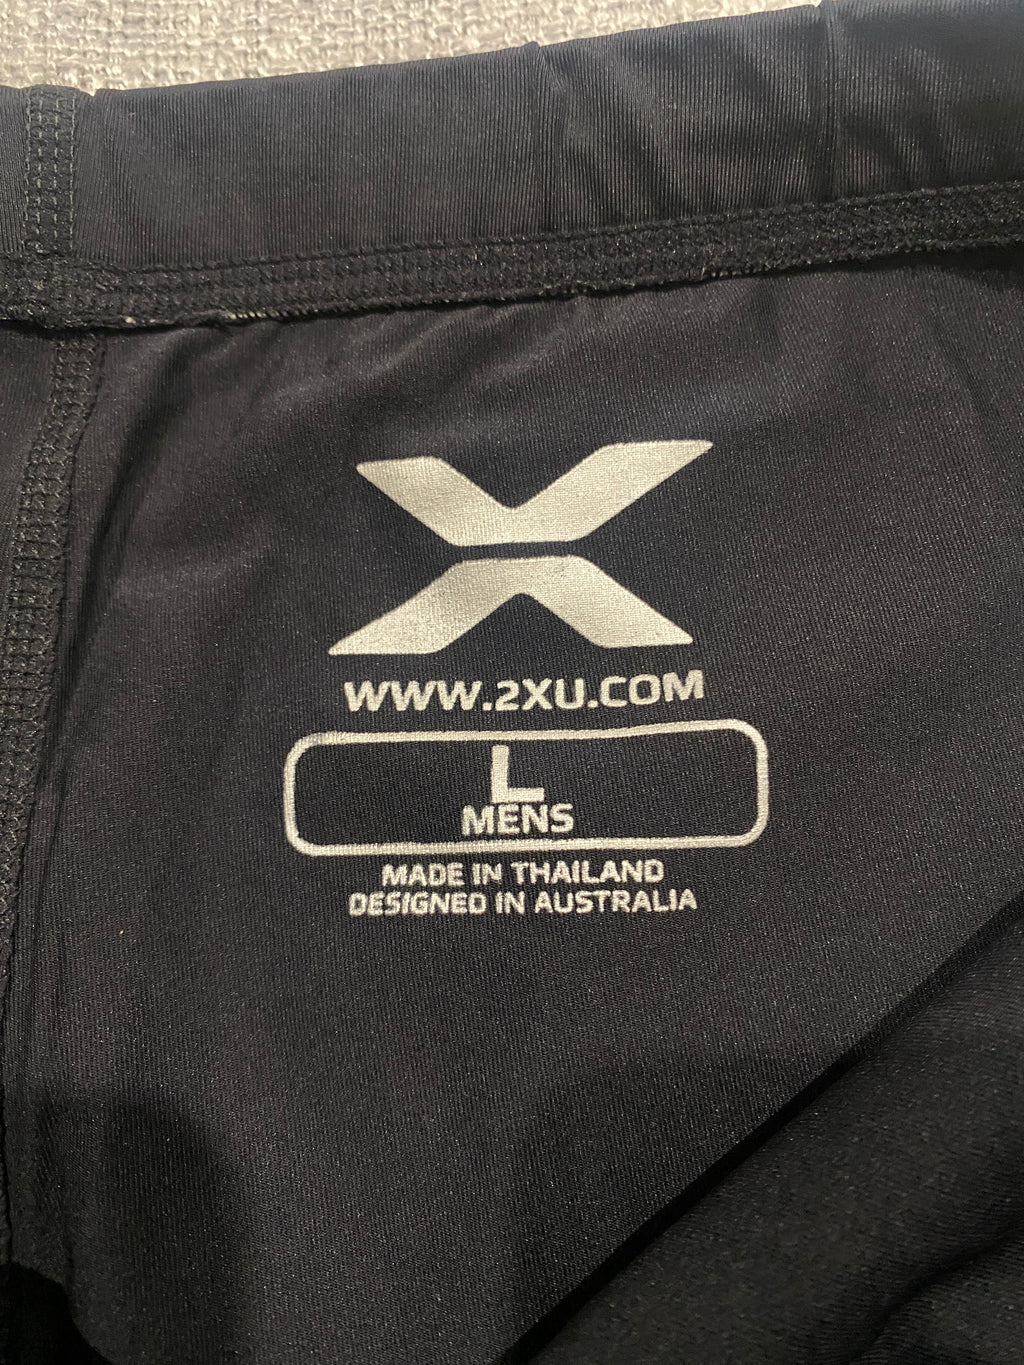 WWW.2XU.COM
L
MENS
MADE IN THAILAND
DESIGNED IN AUSTRALIA